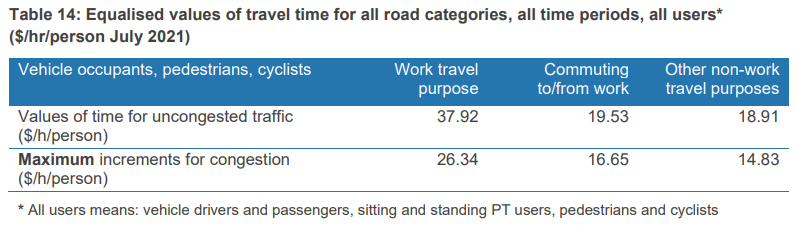 Table 14: Equalised values of travel time for all road categories, all time periods, all users*
($/hr/person July 2021)
Vehicle occupants, pedestrians, cyclists Work travel purpose Commuting to/from work Other non-work travel purposes
Values of time for uncongested traffic ($/h/person) 37.92 19.53 18.91
Maximum increments for congestion ($/h/person) 26.34 16.65 14.83
* All users means: vehicle drivers and passengers, sitting and standing PT users, pedestrians and cyclists